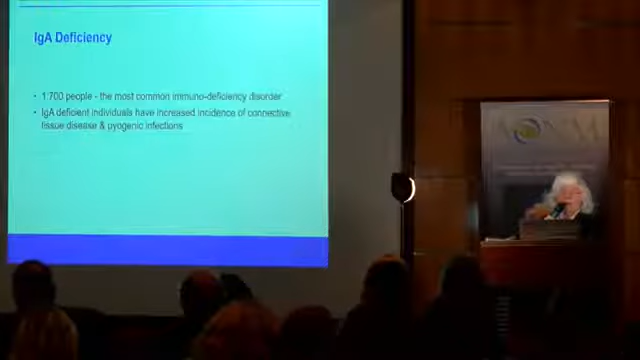 IgA Deficiency
• 1:700 people - the most common immuno-deficiency disorder
• IgA deficient individuals have increased incidence of connective
tissue disease & pyogenic infections